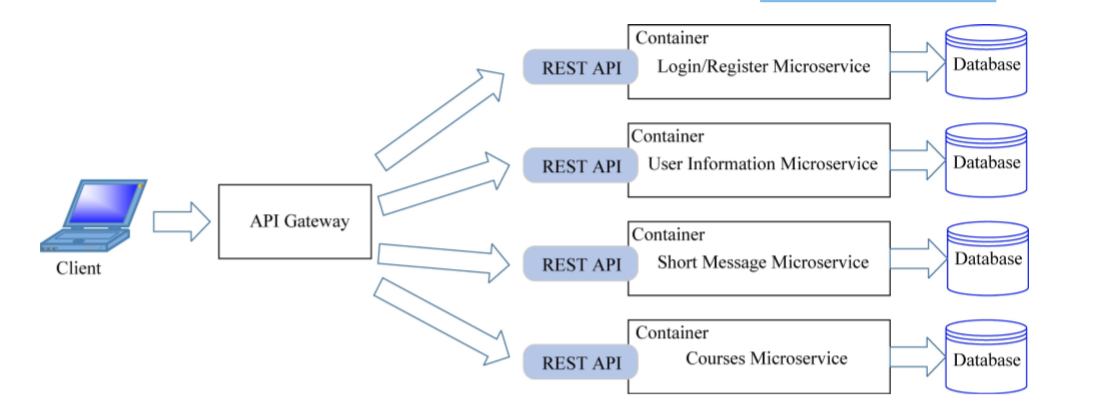 Client
API Gateway
REST API
Container
Login/Register Microservice
Database
REST API
Container
User Information Microservice
Database
REST API
Container
Short Message Microservice
Database
REST API
Container
Courses Microservice
Database